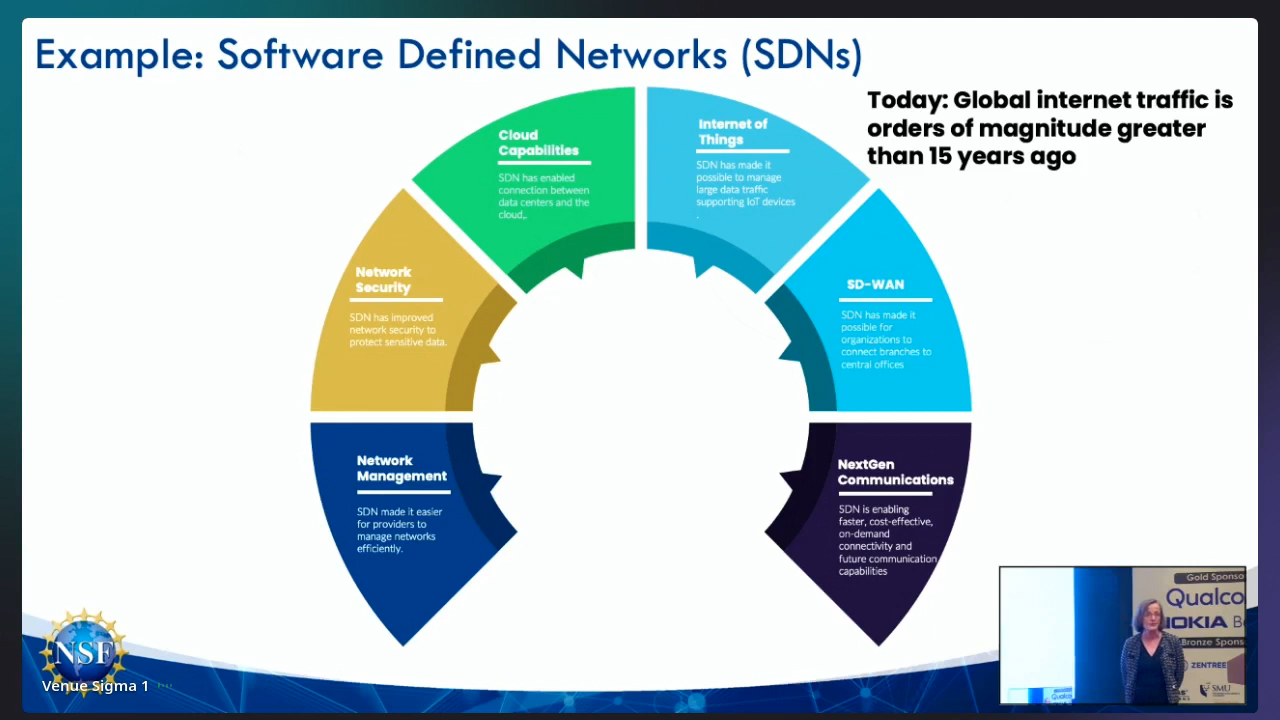 Example: Software Defined Networks (SDNs)
Today: Global internet traffic is
orders of magnitude greater
than 15 years ago
Cloud
Capabilities
SDN has enabled
connection between
data centers and the
cloud,.
Internet of
Things
SDN has made it
possible to manage
large data traffic
supporting IoT devices
.
Network
Security
SDN has improved
network security to
protect sensitive data.
SD-WAN
SDN has made it
possible for
organizations to
connect branches to
central offices
Network
Management
SDN made it easier
for providers to
manage networks
efficiently.
NextGen
Communications
SDN is enabling
faster, cost-effective,
on-demand
connectivity and
future communication
capabilities
NSF
Venue Sigma 1
Gold Sponso
Qualco
NOKIA Be
Bronze Spons
ZENTREE
SMU